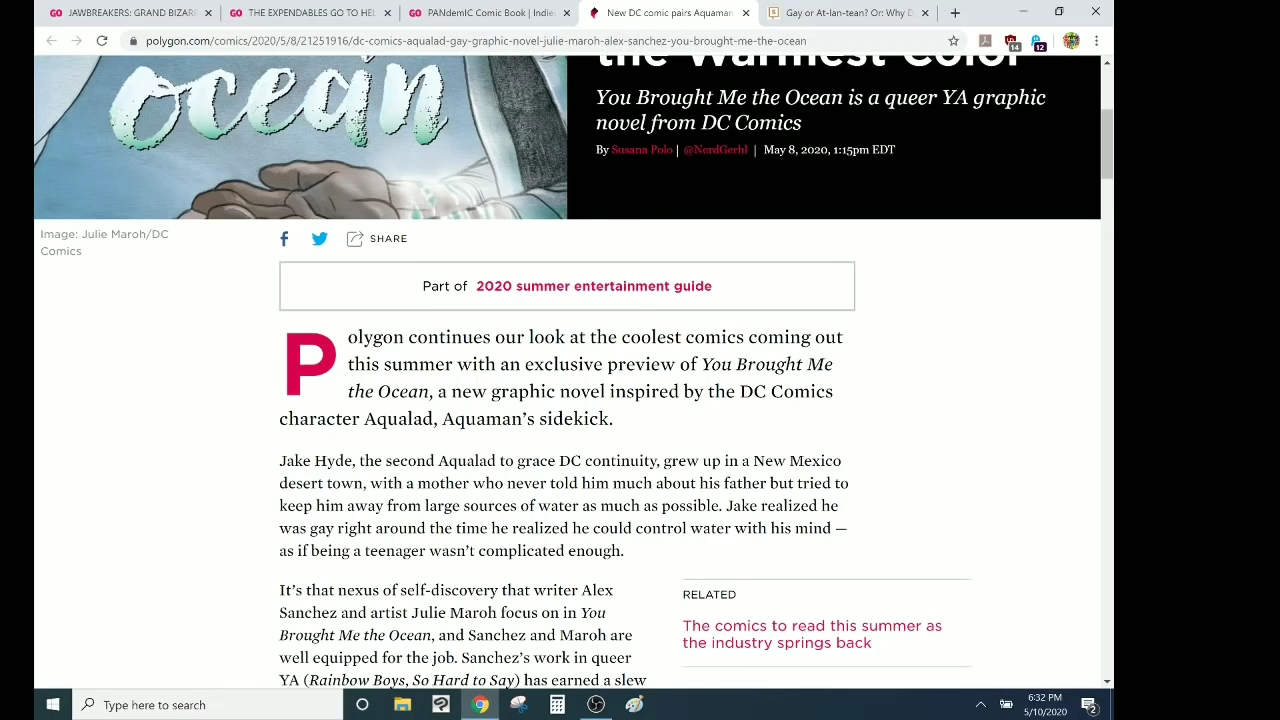 JAWBREAKERS: GRAND BIZARR
THE EXPENDABLES GO TO HEL
PANdemIC Comic Book | Indie
New DC comic pairs Aquaman
Gay or At-lan-tean? Or: Why D
polygon.com/comics/2020/5/8/21251916/dc-comics-aqualad-gay-graphic-novel-julie-maroh-alex-sanchez-you-brought-me-the-ocean
14
12
ocean
the Warmest Color
You Brought Me the Ocean is a queer YA graphic
novel from DC Comics
By Susana Polo | @NerdGerhl | May 8, 2020, 1:15pm EDT
Image: Julie Maroh/DC
Comics
SHARE
Part of 2020 summer entertainment guide
Polygon continues our look at the coolest comics coming out
this summer with an exclusive preview of You Brought Me
the Ocean, a new graphic novel inspired by the DC Comics
character Aqualad, Aquaman’s sidekick.
Jake Hyde, the second Aqualad to grace DC continuity, grew up in a New Mexico
desert town, with a mother who never told him much about his father but tried to
keep him away from large sources of water as much as possible. Jake realized he
was gay right around the time he realized he could control water with his mind —
as if being a teenager wasn’t complicated enough.
It’s that nexus of self-discovery that writer Alex
Sanchez and artist Julie Maroh focus on in You
Brought Me the Ocean, and Sanchez and Maroh are
well equipped for the job. Sanchez’s work in queer
YA (Rainbow Boys, So Hard to Say) has earned a slew
RELATED
The comics to read this summer as
the industry springs back
Type here to search
6:32 PM
5/10/2020
2